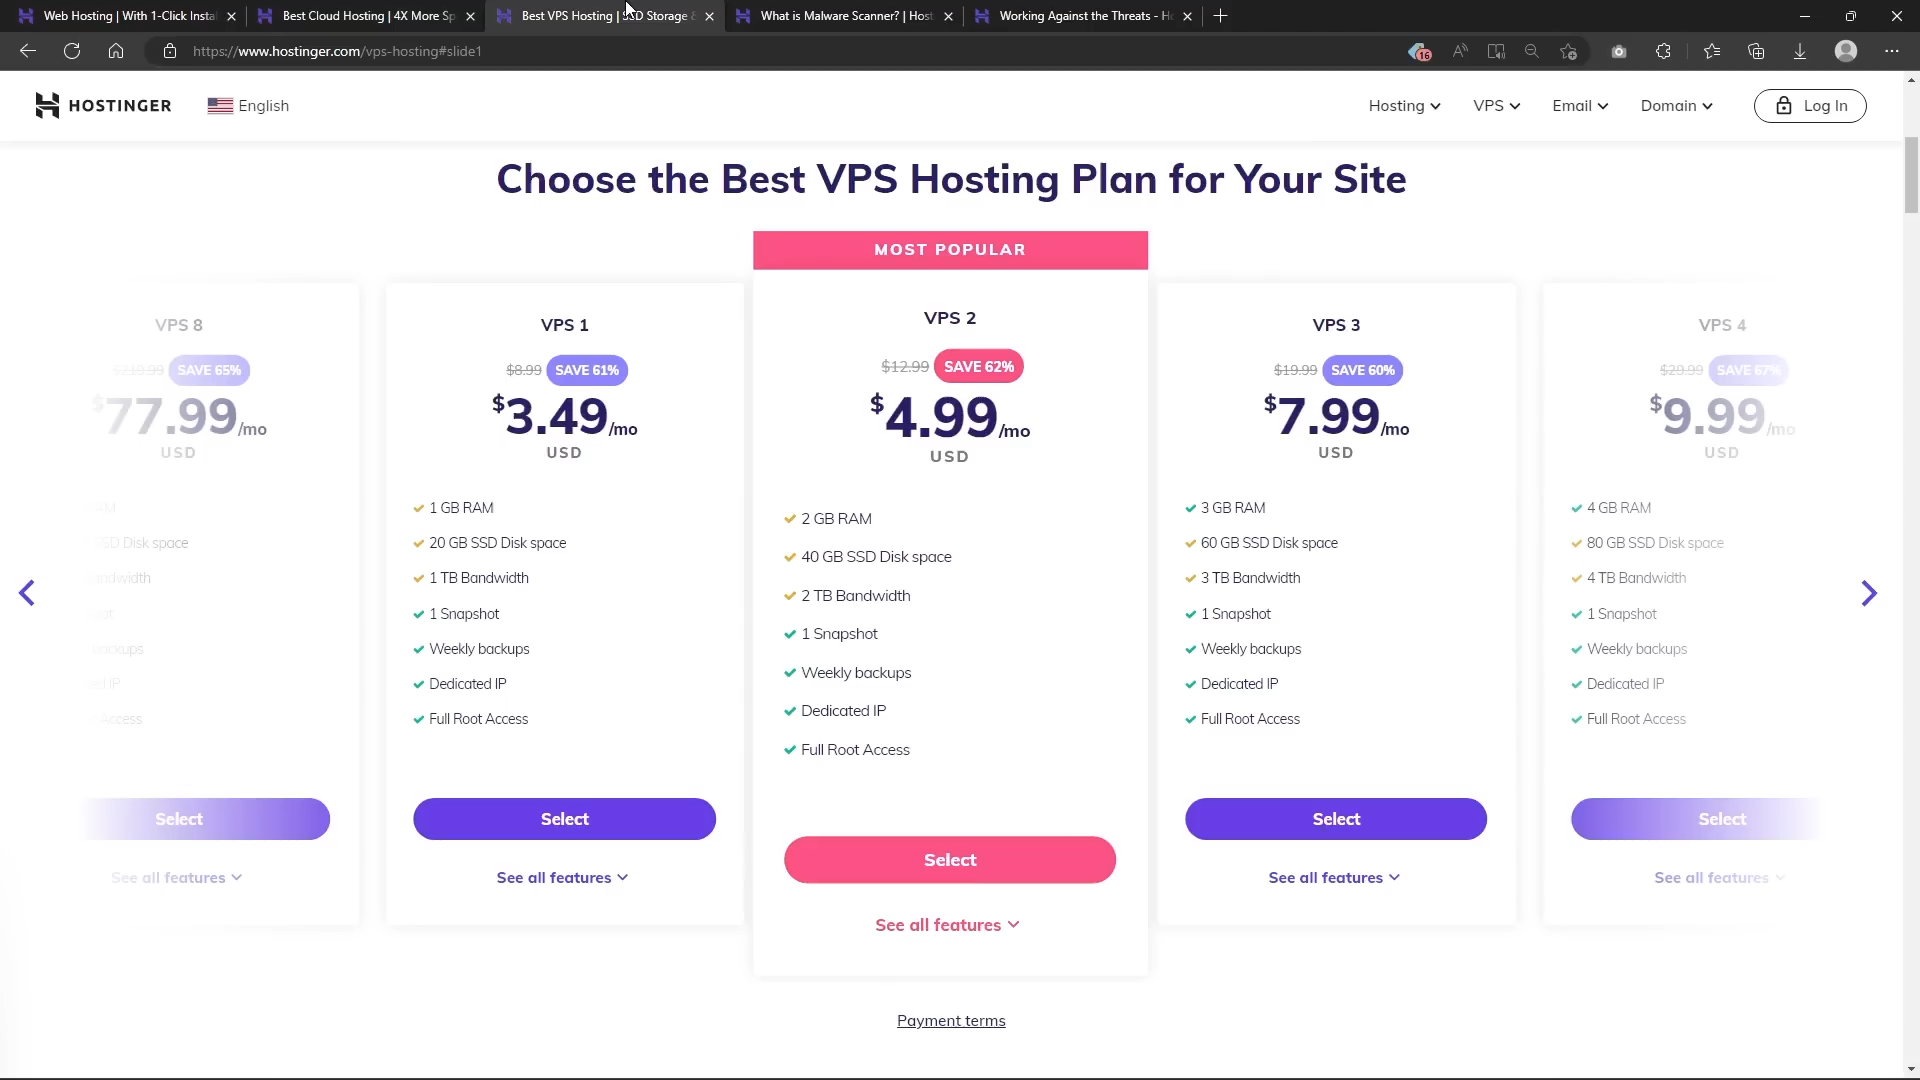 Web Hosting | With 1-Click Insta
Best Cloud Hosting | 4X More Sp
Best VPS Hosting | SSD Storage &
What is Malware Scanner? | Host
Working Against the Threats - H
https://www.hostinger.com/vps-hosting#slide1
16
HOSTINGER
English
Hosting
VPS
Email
Domain
Log In
Choose the Best VPS Hosting Plan for Your Site
MOST POPULAR
VPS 8
SAVE 65%
$77.99/mo
USD
SSD Disk space
Bandwidth
backups
Access
Select
See all features
VPS 1
$8.99 SAVE 61%
$3.49/mo
USD
1 GB RAM
20 GB SSD Disk space
1 TB Bandwidth
1 Snapshot
Weekly backups
Dedicated IP
Full Root Access
Select
See all features
VPS 2
$12.99 SAVE 62%
$4.99/mo
USD
2 GB RAM
40 GB SSD Disk space
2 TB Bandwidth
1 Snapshot
Weekly backups
Dedicated IP
Full Root Access
Select
See all features
VPS 3
$19.99 SAVE 60%
$7.99/mo
USD
3 GB RAM
60 GB SSD Disk space
3 TB Bandwidth
1 Snapshot
Weekly backups
Dedicated IP
Full Root Access
Select
See all features
VPS 4
$29.99 SAVE 67%
$9.99/mo
USD
4 GB RAM
80 GB SSD Disk space
4 TB Bandwidth
1 Snapshot
Weekly backups
Dedicated IP
Full Root Access
Select
See all features
Payment terms